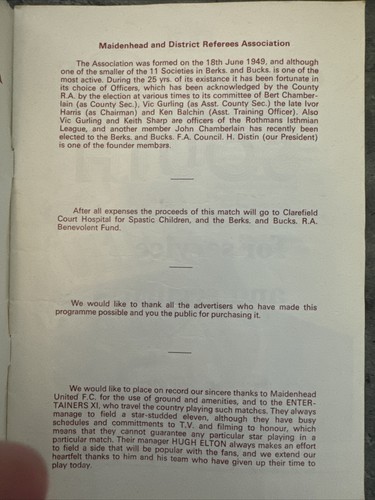 Maidenhead and District Referees Association
The Association was formed on the 18th June 1949, and although
one of the smaller of the 11 Societies in Berks. and Bucks. is one of the
most active. During the 25 yrs. of its existance it has been fortunate in
its choice of Officers, which has been acknowledged by the County
R.A. by the election at various times to its committee of Bert Chamber-
lain (as County Sec.), Vic Gurling (as Asst. County Sec.) the late Ivor
Harris (as Chairman) and Ken Balchin (Asst. Training Officer). Also
Vic Gurling and Keith Sharp are officers of the Rothmans Isthmian
League, and another member John Chamberlain has recently been
elected to the Berks. and Bucks. F.A. Council. H. Distin (our President)
is one of the founder members.
After all expenses the proceeds of this match will go to Clarefield
Court Hospital for Spastic Children, and the Berks. and Bucks. R.A.
Benevolent Fund.
We would like to thank all the advertisers who have made this
programme possible and you the public for purchasing it.
We would like to place on record our sincere thanks to Maidenhead
United F.C. for the use of ground and amenities, and to the ENTER-
TAINERS XI, who travel the country playing such matches. They always
manage to field a star-studded eleven, although they have busy
schedules and committments to T.V. and filming to honour, which
means that they cannot guarantee any particular star playing in a
particular match. Their manager HUGH ELTON always makes an effort
to field a side that will be popular with the fans, and we extend our
heartfelt thanks to him and his team who have given up their time to
play today.